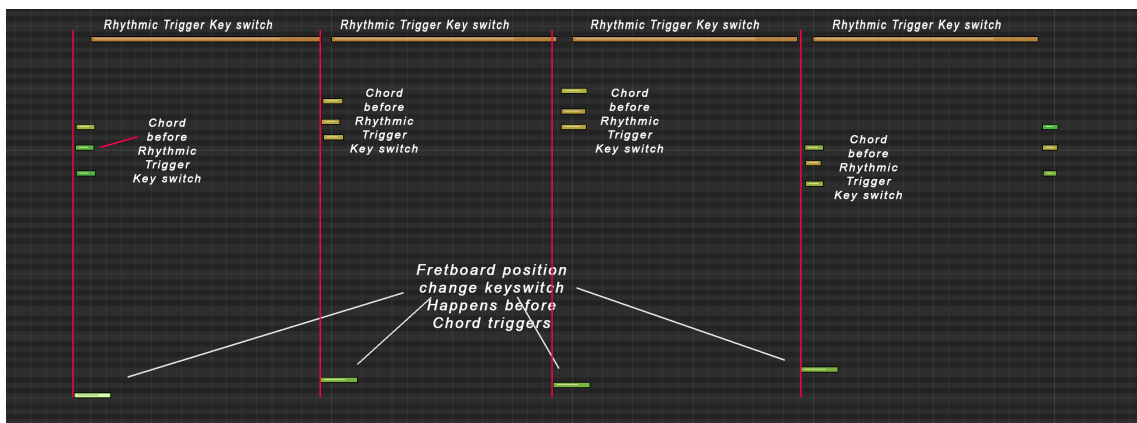 Rhythmic Trigger Key switch
Rhythmic Trigger Key switch
Rhythmic Trigger Key switch
Rhythmic Trigger Key switch
Chord
before
Rhythmic
Trigger
Key switch
Chord
before
Rhythmic
Trigger
Key switch
Chord
before
Rhythmic
Trigger
Key switch
Chord
before
Rhythmic
Trigger
Key switch
Fretboard position
change keyswitch
Happens before
Chord triggers